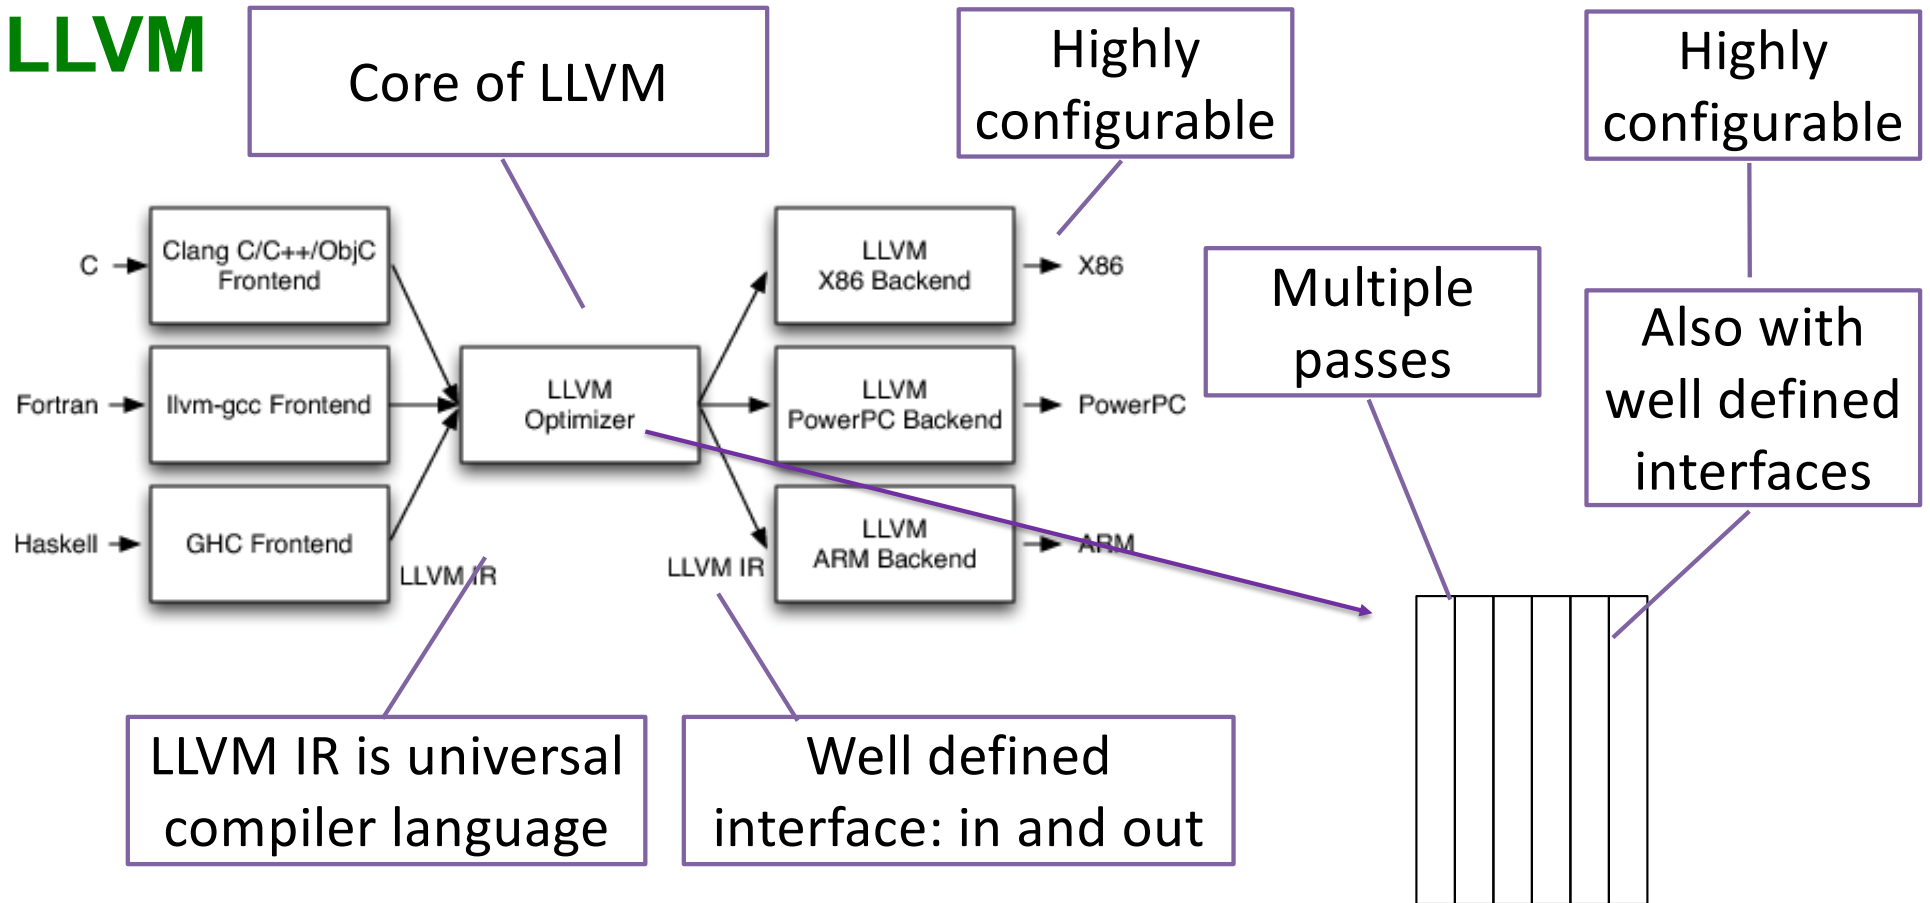 LLVM
Core of LLVM
Highly
configurable
Highly
configurable
C
Clang C/C++/ObjC
Frontend
LLVM
X86 Backend
X86
Multiple
passes
Also with
well defined
interfaces
Fortran
llvm-gcc Frontend
LLVM
Optimizer
LLVM
PowerPC Backend
PowerPC
Haskell
GHC Frontend
LLVM IR
LLVM IR
LLVM
ARM Backend
ARM
LLVM IR is universal
compiler language
Well defined
interface: in and out